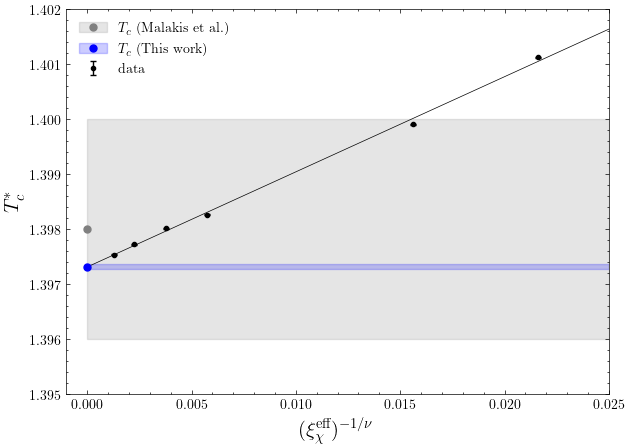 1.402
1.401
1.400
1.399
1.398
1.397
1.396
1.395
T_c^*
T_c (Malakis et al.)
T_c (This work)
data
0.000 0.005 0.010 0.015 0.020 0.025
(ξ_χ^eff)^{-1/ν}